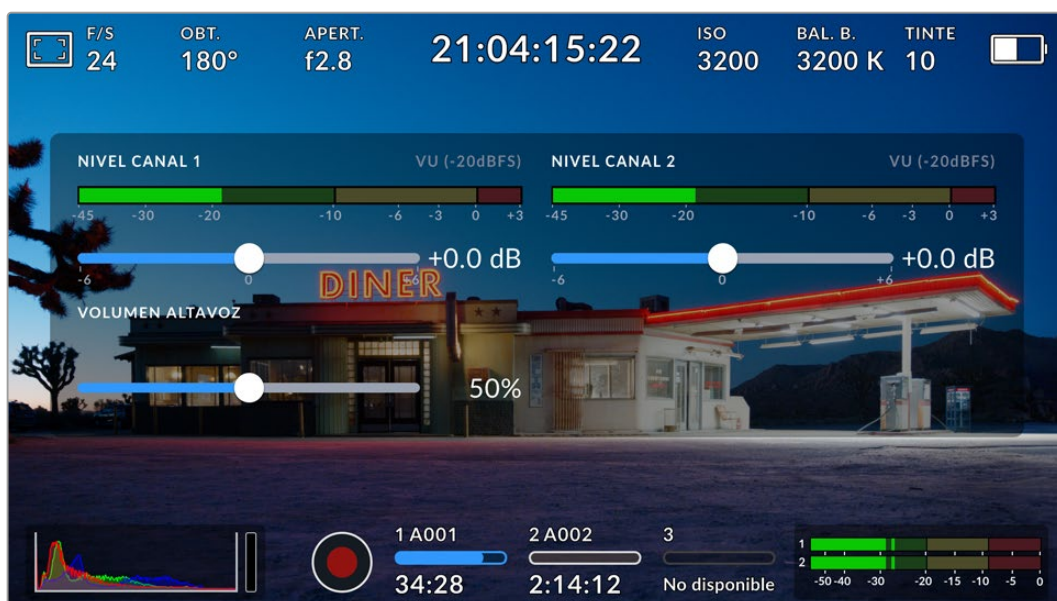 F/S OBT. APERT. 21:04:15:22 ISO BAL. B. TINTE
24 180° f2.8 3200 3200 K 10
NIVEL CANAL 1 VU (-20dBFS) NIVEL CANAL 2 VU (-20dBFS)
-45 -30 -20 -10 -6 -3 0 +3 -45 -30 -20 -10 -6 -3 0 +3
+0.0 dB +0.0 dB
-6 0 +6 -6 0 +6
DINER
VOLUMEN ALTAVOZ
50%
1 A001 2 A002 3
34:28 2:14:12 No disponible
1
2
-50 -40 -30 -20 -15 -10 -5 0